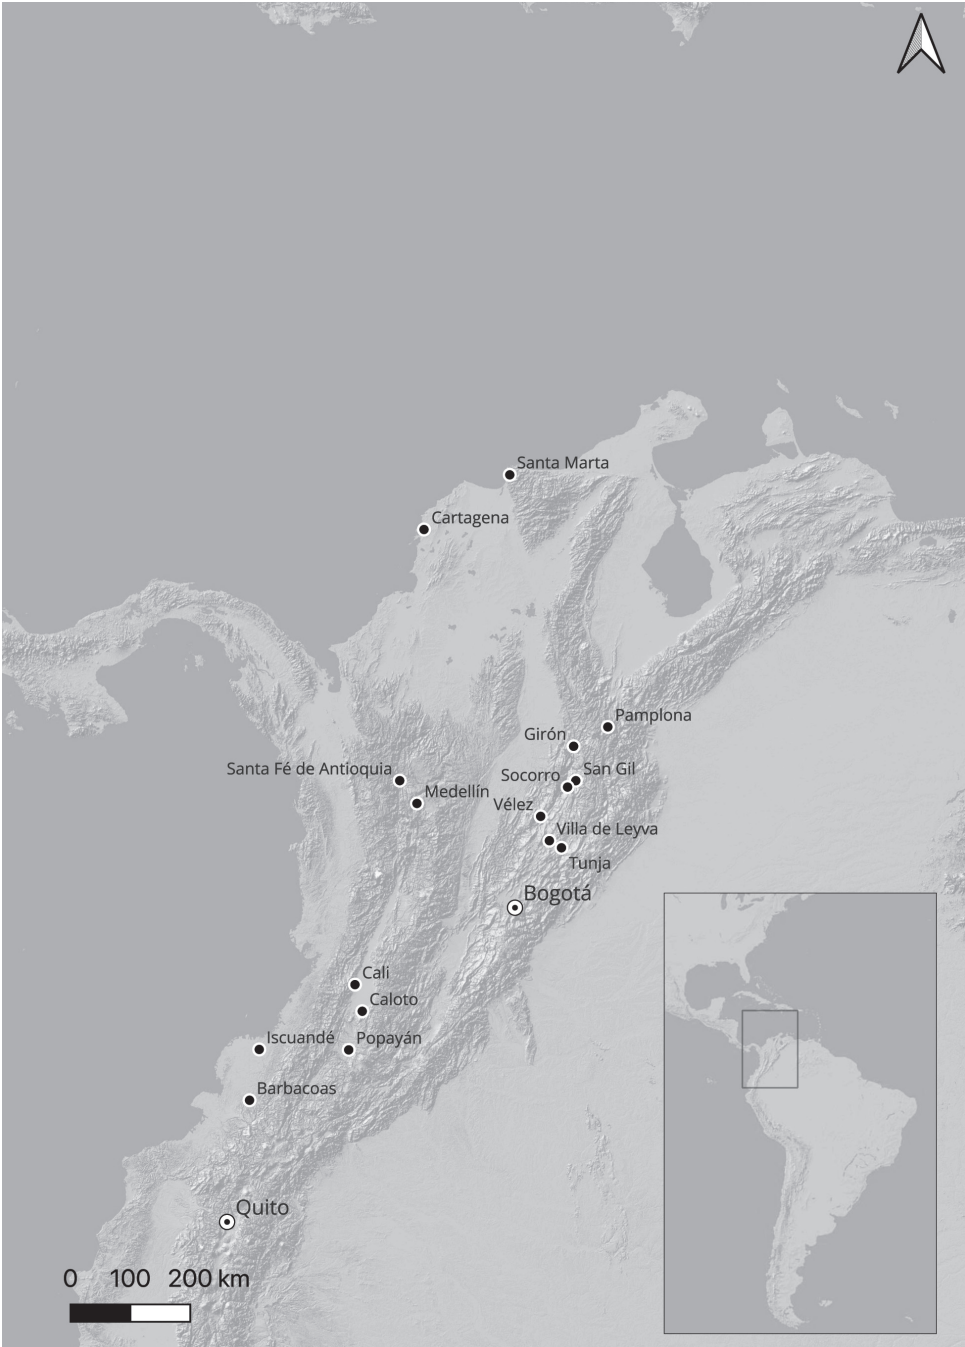 Santa Marta
Cartagena
Pamplona
Girón
Santa Fé de Antioquia
San Gil
Socorro
Medellín
Vélez
Villa de Leyva
Tunja
Bogotá
Cali
Caloto
Iscuandé
Popayán
Barbacoas
Quito
0 100 200 km